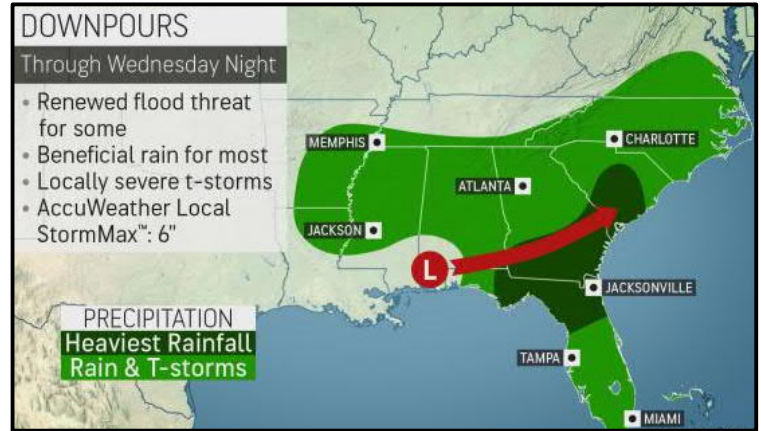 DOWNPOURS
Through Wednesday Night
• Renewed flood threat
for some
• Beneficial rain for most
• Locally severe t-storms
• AccuWeather Local
StormMax™: 6"
MEMPHIS
CHARLOTTE
ATLANTA
JACKSON
L
JACKSONVILLE
PRECIPITATION
Heaviest Rainfall
Rain & T-storms
TAMPA
MIAMI